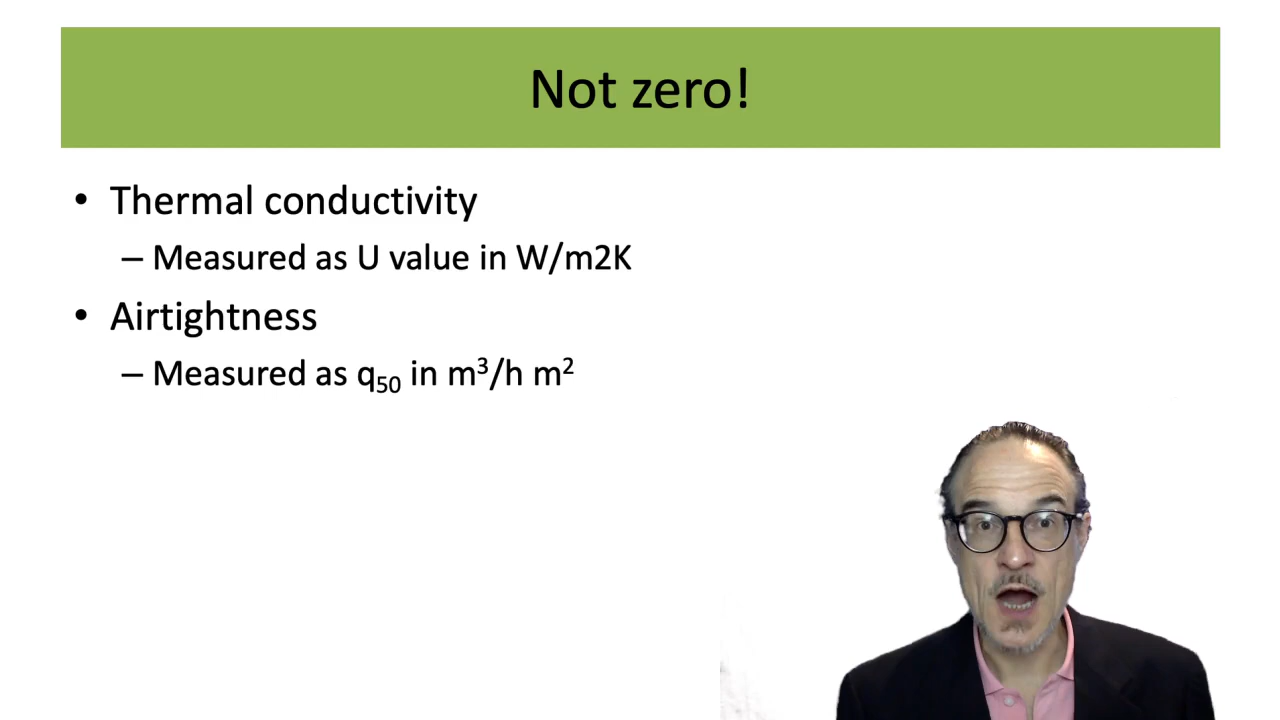 Not zero!
• Thermal conductivity
– Measured as U value in W/m2K
• Airtightness
– Measured as q₅₀ in m³/h m²